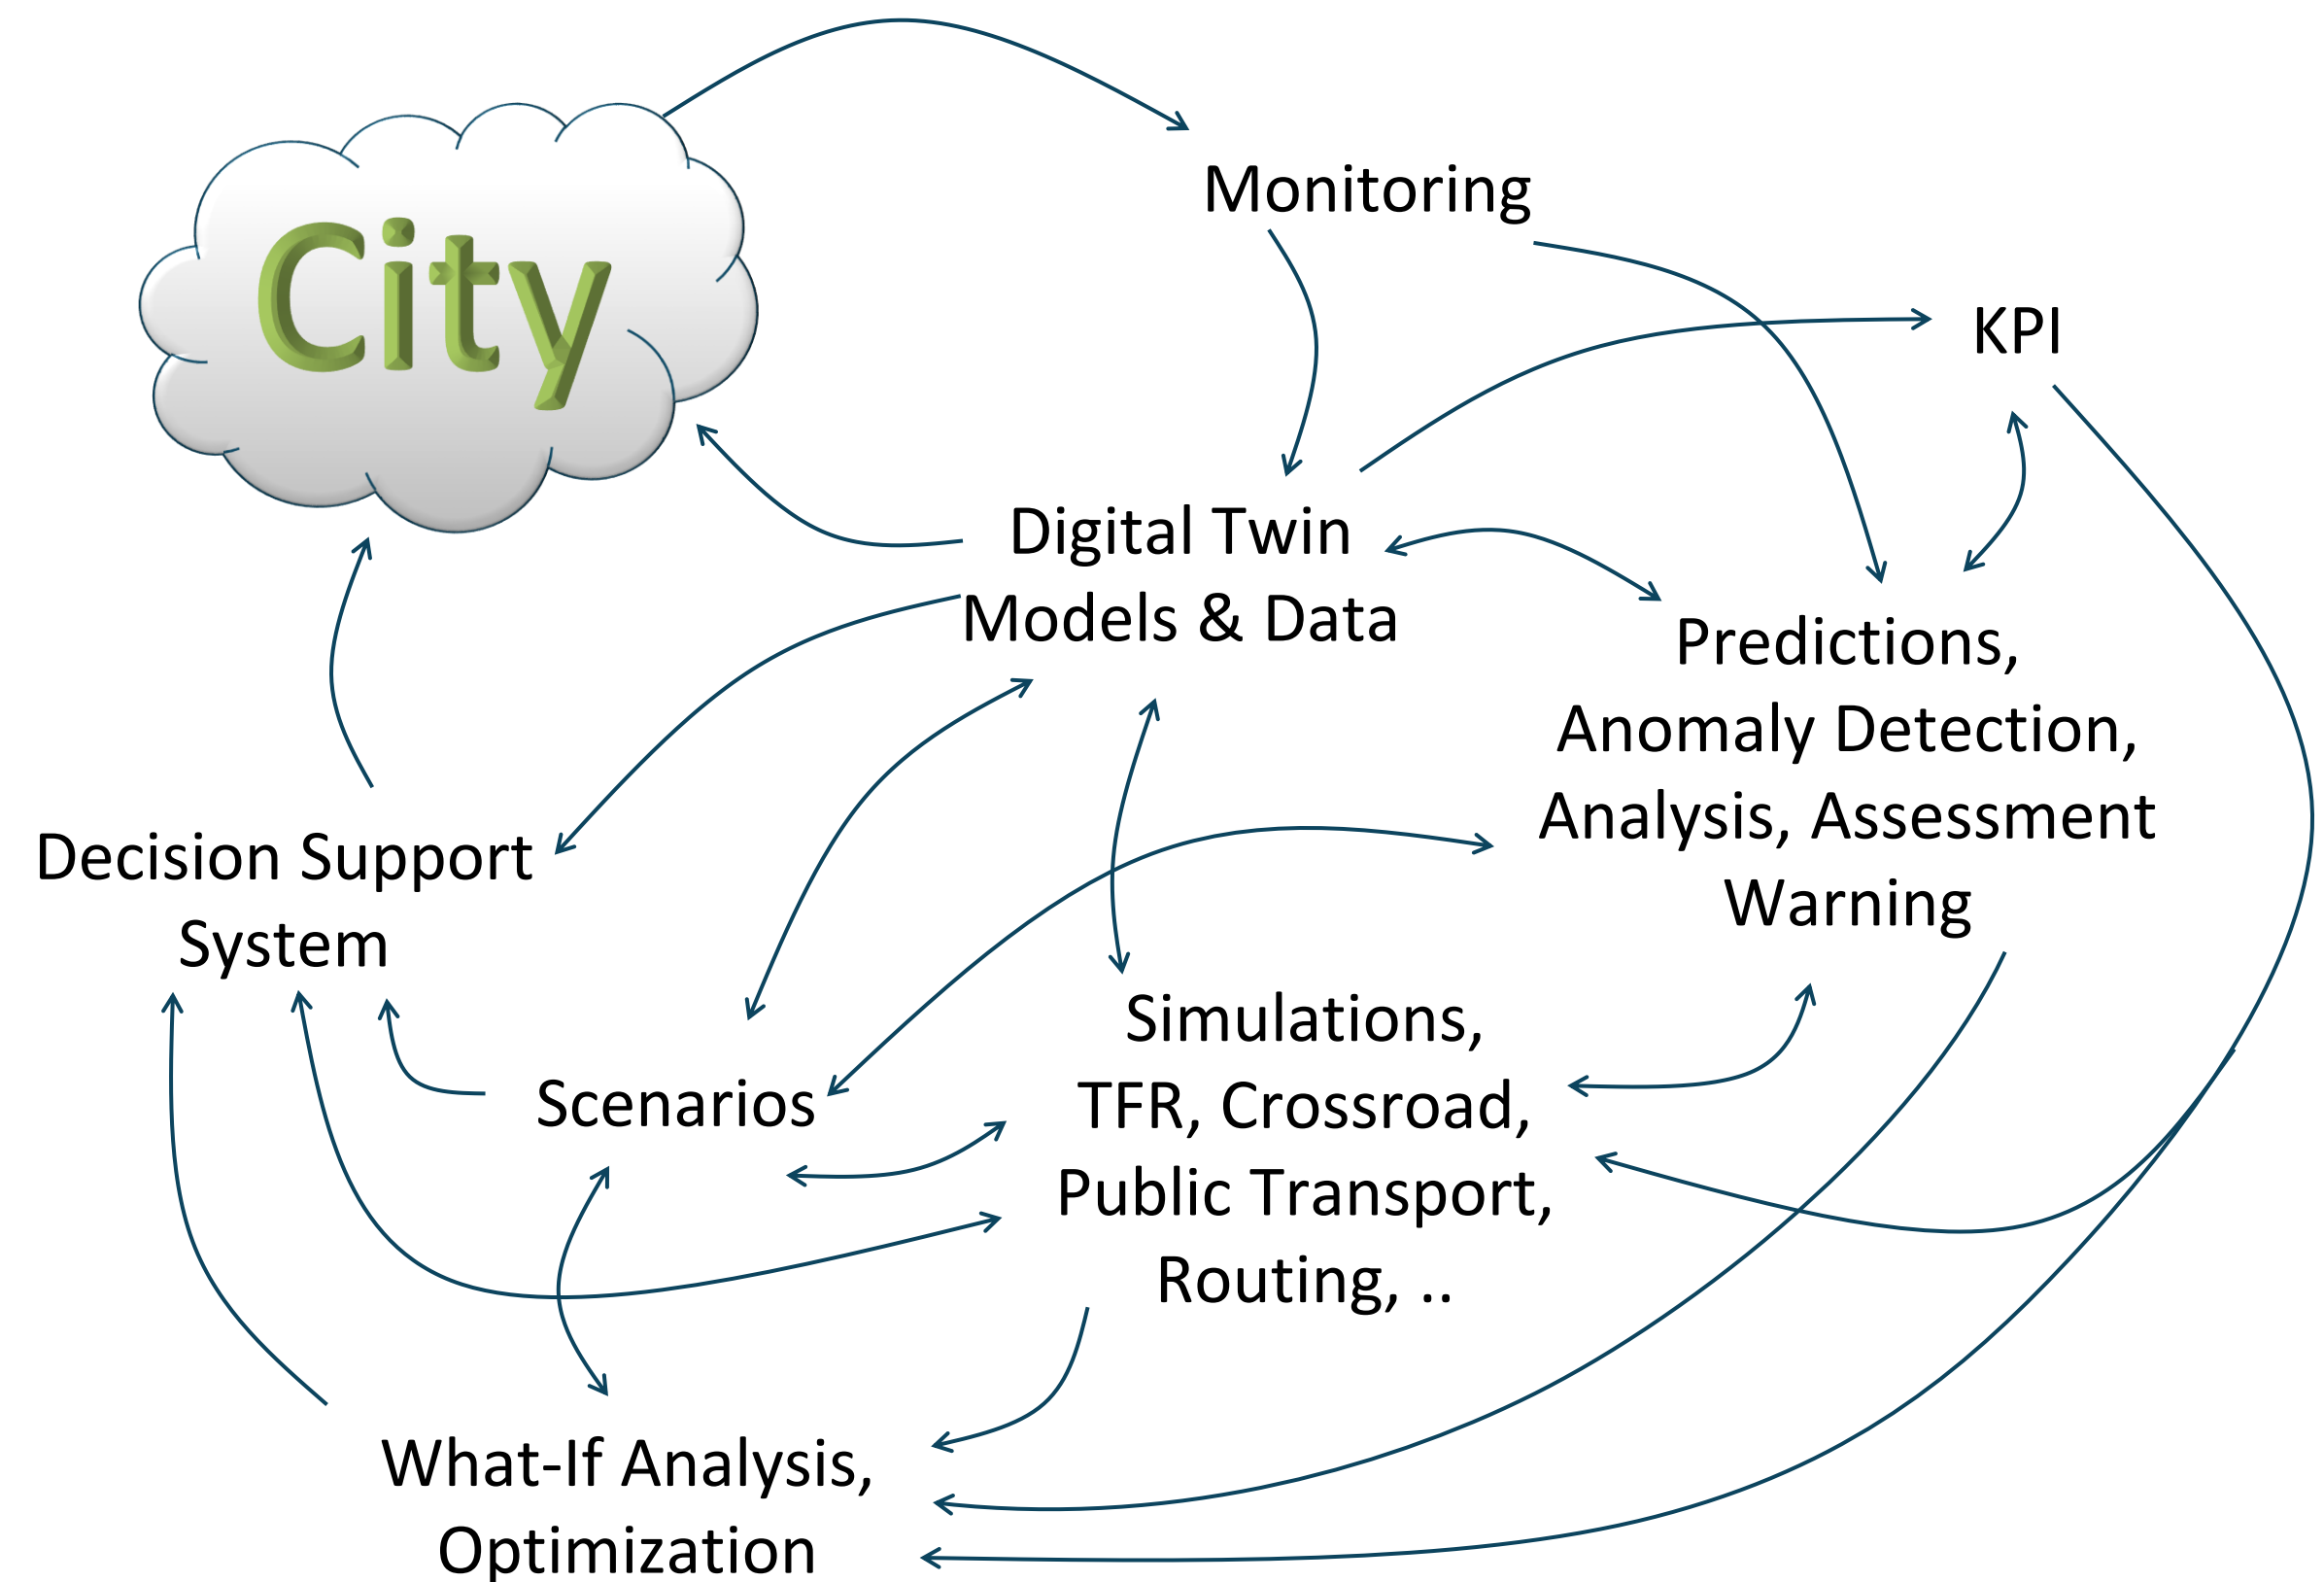 City
Monitoring
KPI
Digital Twin
Models & Data
Predictions,
Anomaly Detection,
Analysis, Assessment
Warning
Decision Support
System
Scenarios
Simulations,
TFR, Crossroad,
Public Transport,
Routing, ..
What-If Analysis,
Optimization